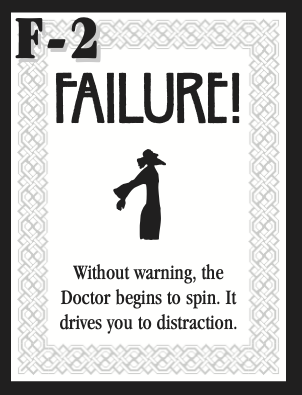 F-2
FAILURE!
Without warning, the
Doctor begins to spin. It
drives you to distraction.